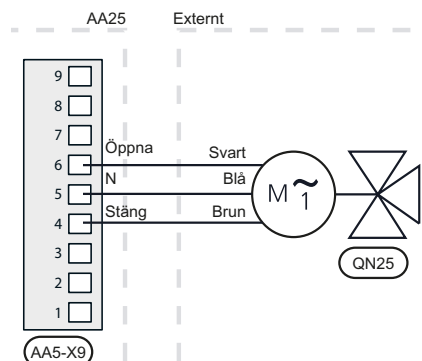 AA25 Externt
9
8
7
6 Öppna Svart
5 N Blå
4 Stäng Brun
3
2
1
M ~ 1
QN25
AA5-X9